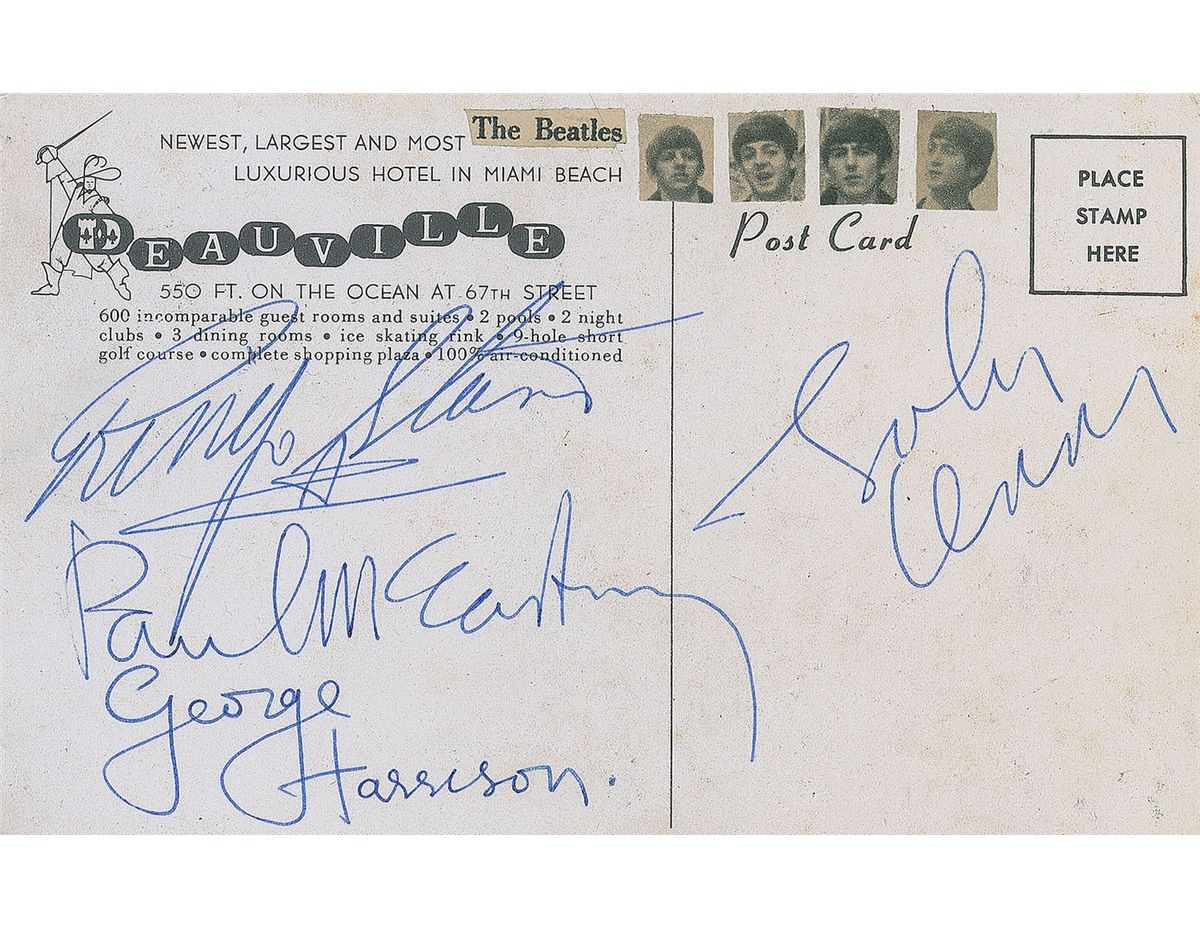 NEWEST, LARGEST AND MOST
LUXURIOUS HOTEL IN MIAMI BEACH
The Beatles
DEAUVILLE
550 FT. ON THE OCEAN AT 67TH STREET
600 incomparable guest rooms and suites • 2 pools • 2 night
clubs • 3 dining rooms • ice skating rink • 9-hole short
golf course • complete shopping plaza • 100% air-conditioned
Post Card
PLACE
STAMP
HERE
Ringo Starr
Paul McCartney
George
Harrison.
John
Lennon